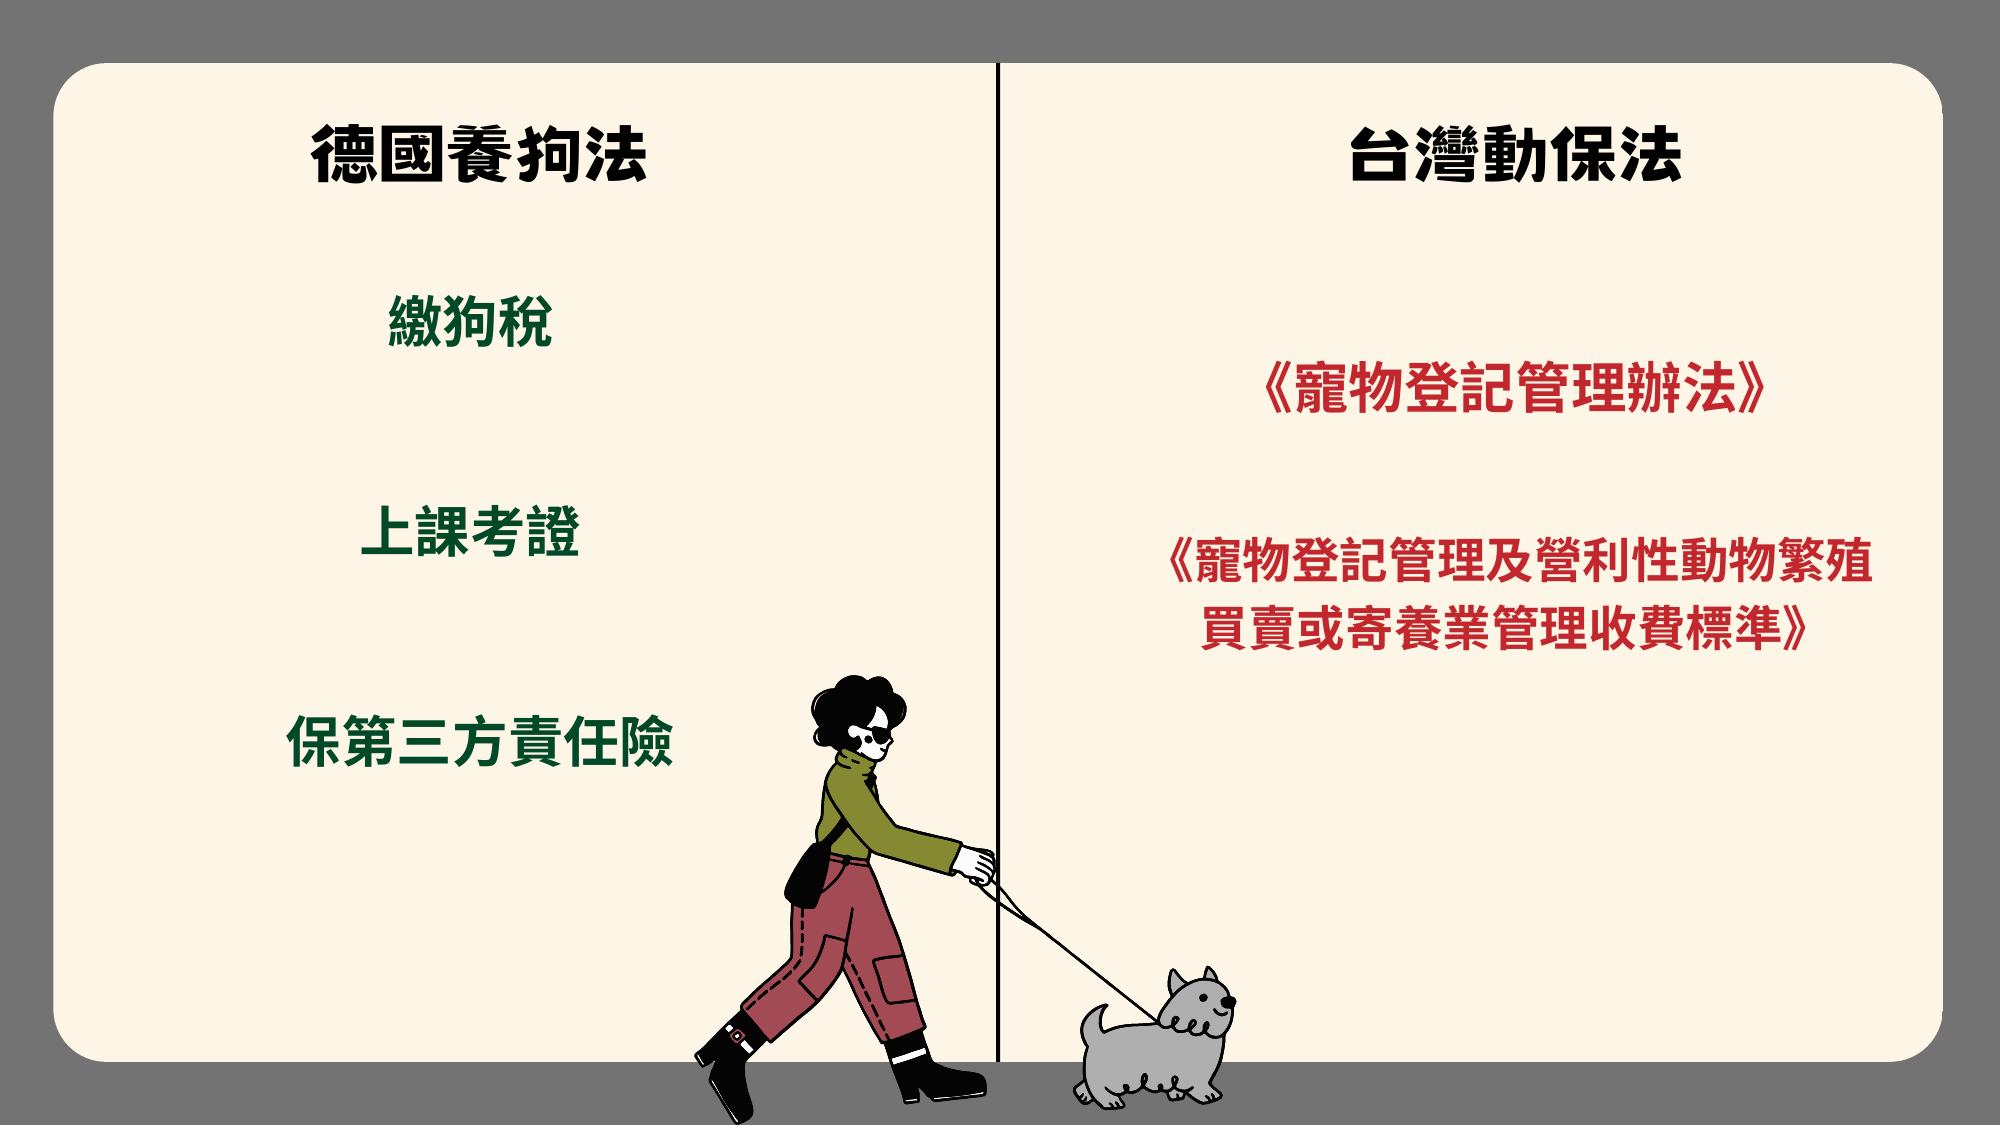 德國養狗法
繳狗稅
上課考證
保第三方責任險
台灣動保法
《寵物登記管理辦法》
《寵物登記管理及營利性動物繁殖
買賣或寄養業管理收費標準》